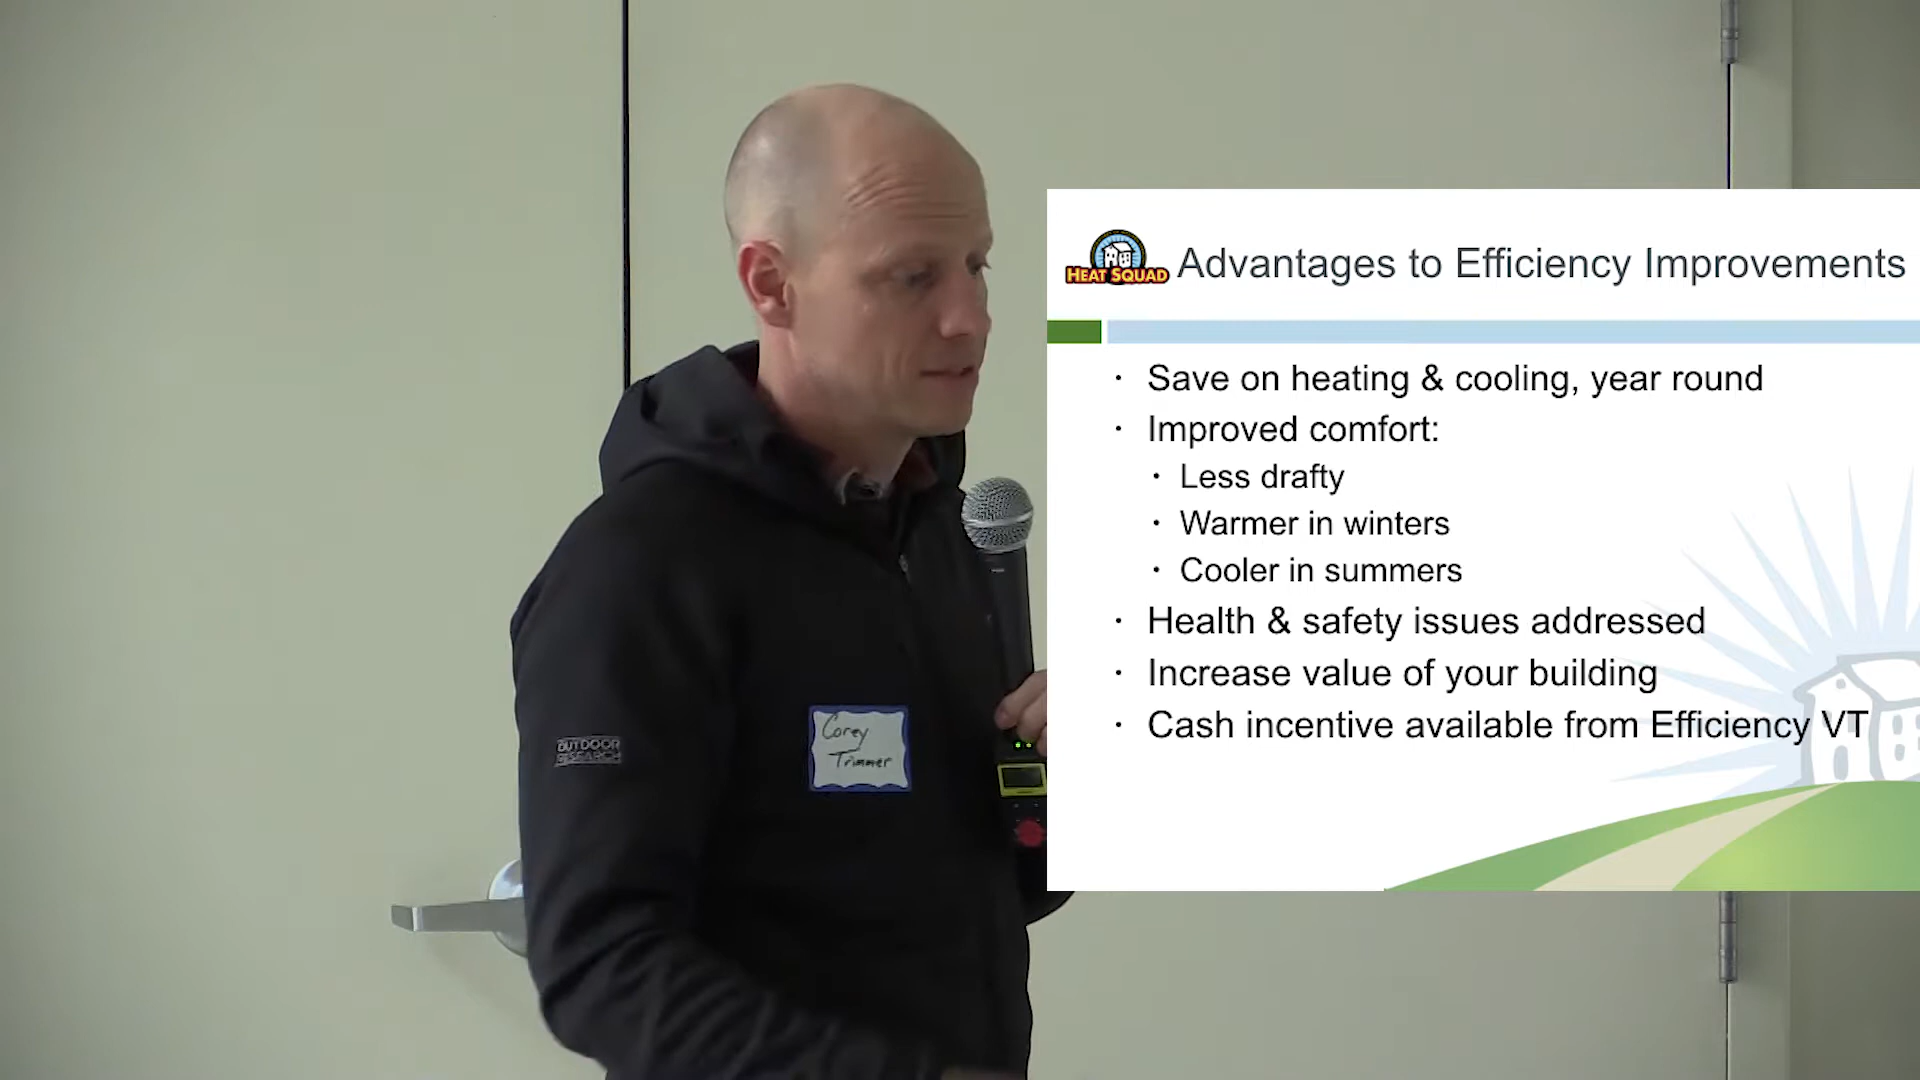 HEAT SQUAD
Advantages to Efficiency Improvements
· Save on heating & cooling, year round
· Improved comfort:
· Less drafty
· Warmer in winters
· Cooler in summers
· Health & safety issues addressed
· Increase value of your building
· Cash incentive available from Efficiency VT
OUTDOOR
RESEARCH
Corey
Trimmer